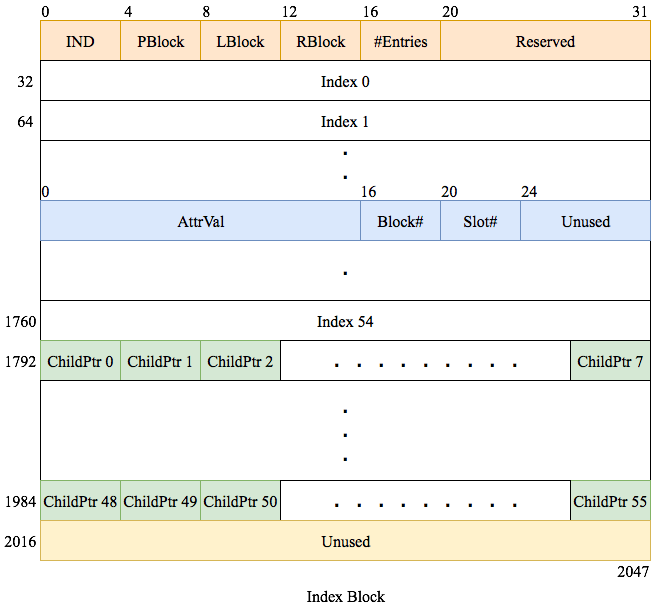 0 4 8 12 16 20 31
IND PBlock LBlock RBlock #Entries Reserved
32 Index 0
64 Index 1
0 16 20 24
AttrVal Block# Slot# Unused
1760 Index 54
1792 ChildPtr 0 ChildPtr 1 ChildPtr 2 . . . . . . . . . ChildPtr 7
1984 ChildPtr 48 ChildPtr 49 ChildPtr 50 . . . . . . . . . ChildPtr 55
2016 Unused
2047
Index Block